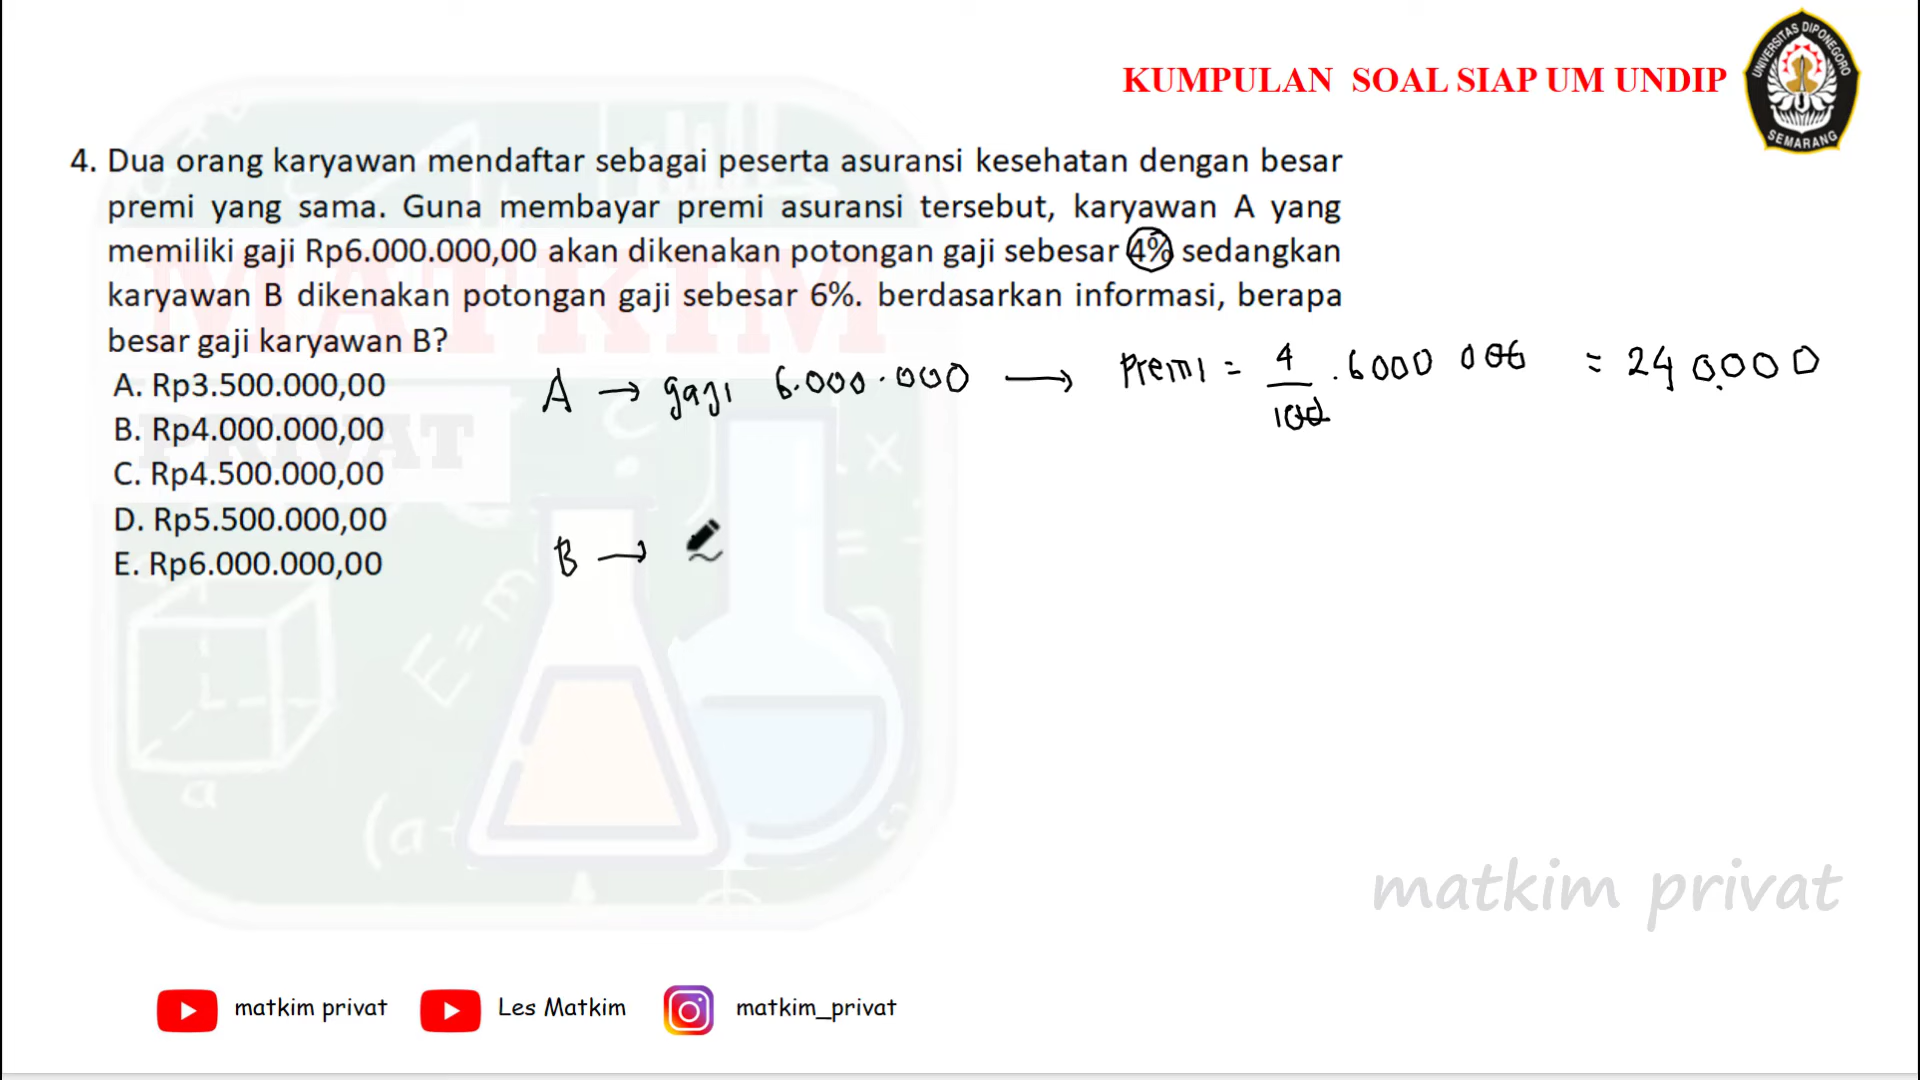 KUMPULAN SOAL SIAP UM UNDIP
UNIVERSITAS DIPONEGORO
SEMARANG
4. Dua orang karyawan mendaftar sebagai peserta asuransi kesehatan dengan besar
premi yang sama. Guna membayar premi asuransi tersebut, karyawan A yang
memiliki gaji Rp6.000.000,00 akan dikenakan potongan gaji sebesar 4% sedangkan
karyawan B dikenakan potongan gaji sebesar 6%. berdasarkan informasi, berapa
besar gaji karyawan B?
A. Rp3.500.000,00
B. Rp4.000.000,00
C. Rp4.500.000,00
D. Rp5.500.000,00
E. Rp6.000.000,00
A → gaji 6.000.000 → Premi = 4/100 . 6000 000 = 240.000
B →
MATKIM
PRIVAT
E=m
a
(a+
matkim privat
matkim privat
Les Matkim
matkim_privat